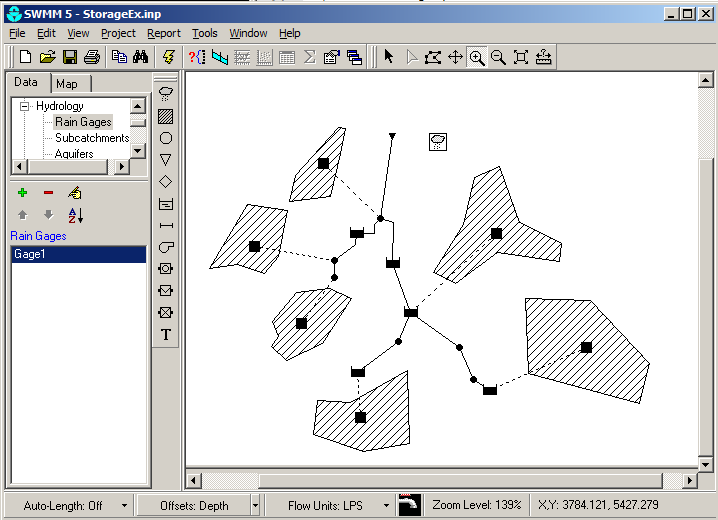 SWMM 5 - StorageEx.inp
File Edit View Project Report Tools Window Help
Data Map
Hydrology
Rain Gages
Subcatchments
Aquifers
Rain Gages
Gage1
T
Auto-Length: Off Offsets: Depth Flow Units: LPS Zoom Level: 139% X,Y: 3784.121, 5427.279